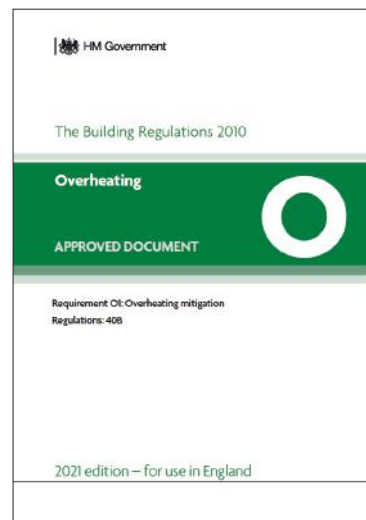 HM Government
The Building Regulations 2010
Overheating
O
APPROVED DOCUMENT
Requirement O1: Overheating mitigation
Regulations: 40B
2021 edition – for use in England